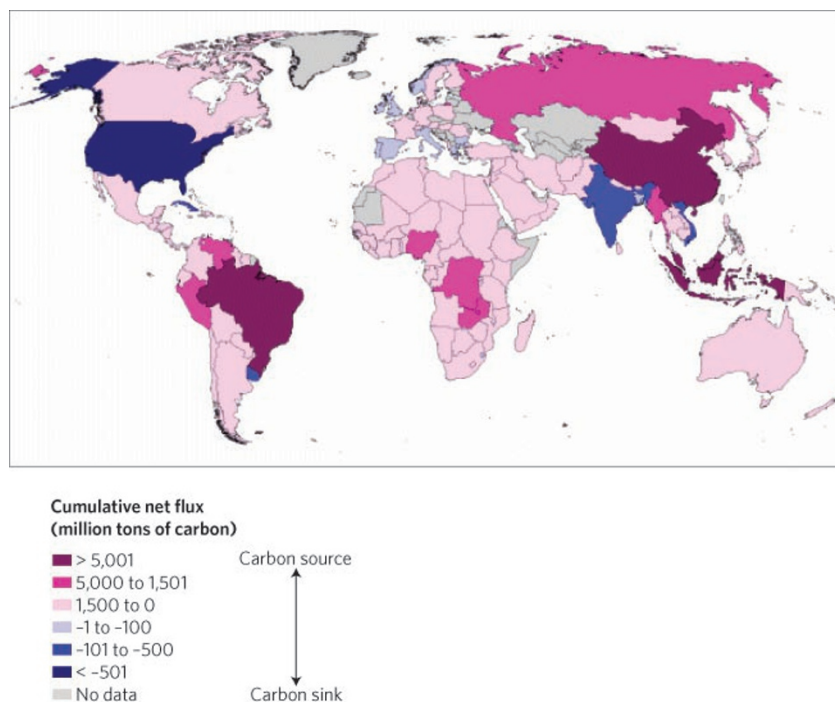 Cumulative net flux
(million tons of carbon)
> 5,001
Carbon source
5,000 to 1,501
1,500 to 0
–1 to –100
–101 to –500
< –501
No data
Carbon sink